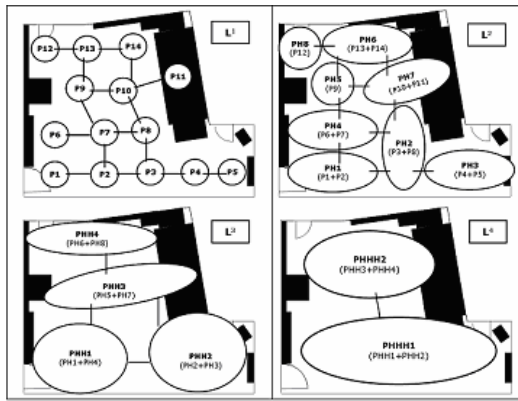 L¹
P12 P13 P14
P9 P10 P11
P6 P7 P8
P1 P2 P3 P4 P5
L²
PH8
(P12)
PH6
(P13+P14)
PH5
(P9)
PH7
(P10+P11)
PH4
(P6+P7)
PH2
(P3+P8)
PH1
(P1+P2)
PH3
(P4+P5)
L³
PHH4
(PH6+PH8)
PHH3
(PH5+PH7)
PHH1
(PH1+PH4)
PHH2
(PH2+PH3)
L⁴
PHHH2
(PHH3+PHH4)
PHHH1
(PHH1+PHH2)